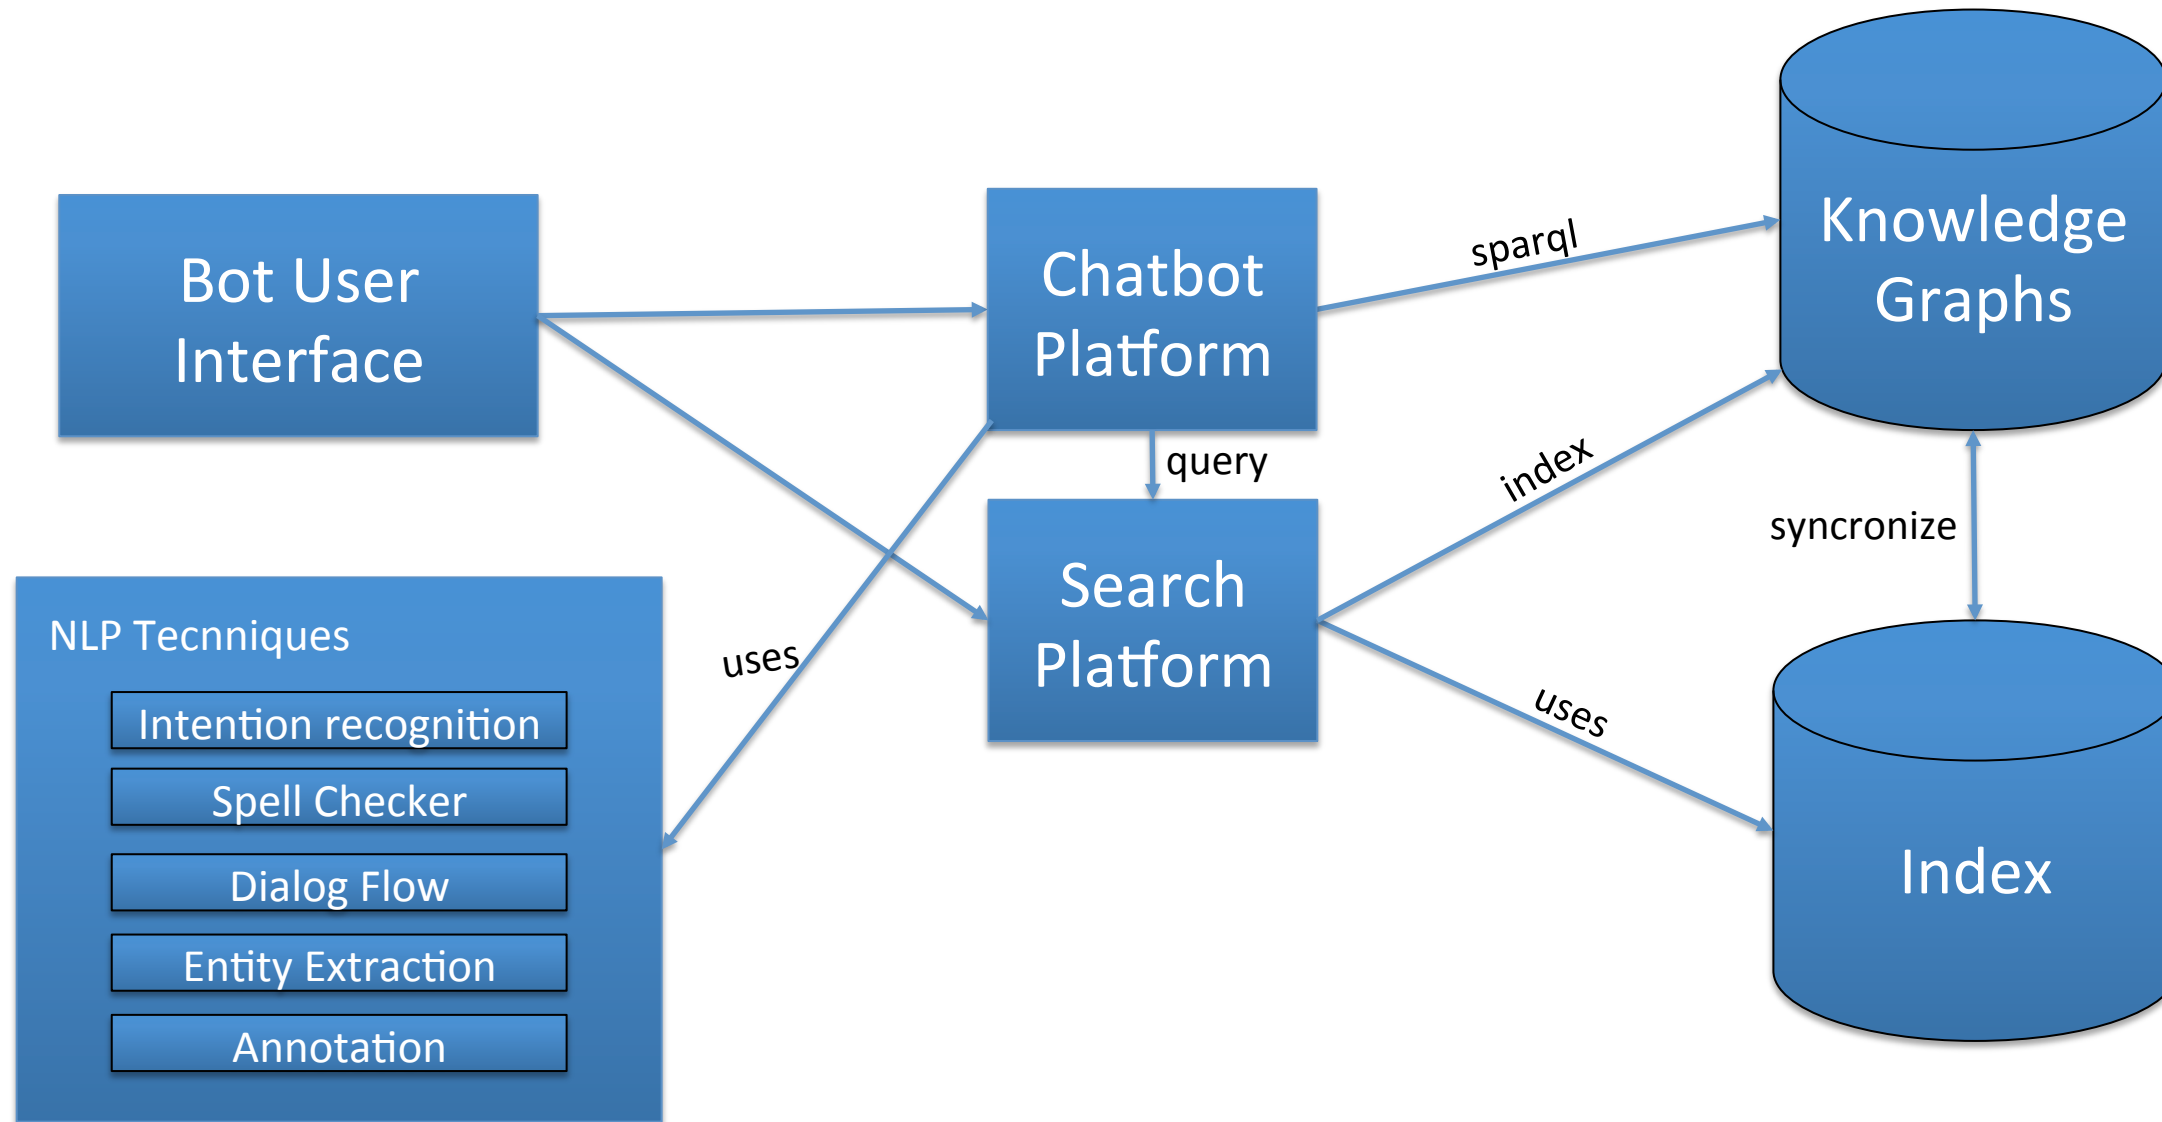 Bot User
Interface
Chatbot
Platform
sparql
Knowledge
Graphs
query
index
syncronize
Search
Platform
uses
uses
Index
NLP Tecnniques
Intention recognition
Spell Checker
Dialog Flow
Entity Extraction
Annotation